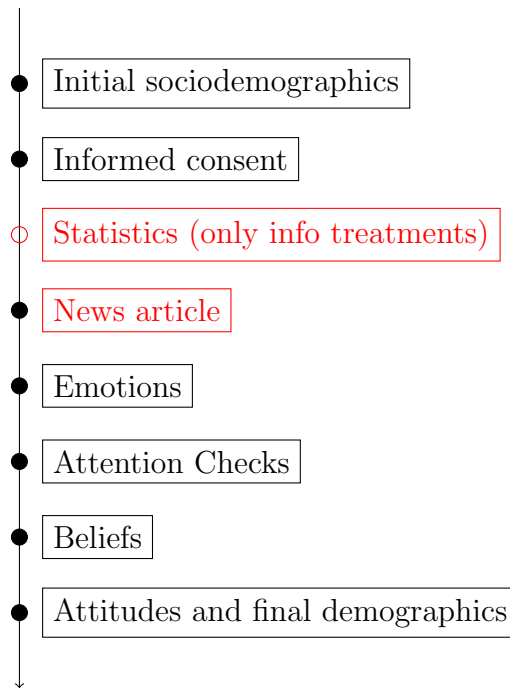 Initial sociodemographics
Informed consent
Statistics (only info treatments)
News article
Emotions
Attention Checks
Beliefs
Attitudes and final demographics